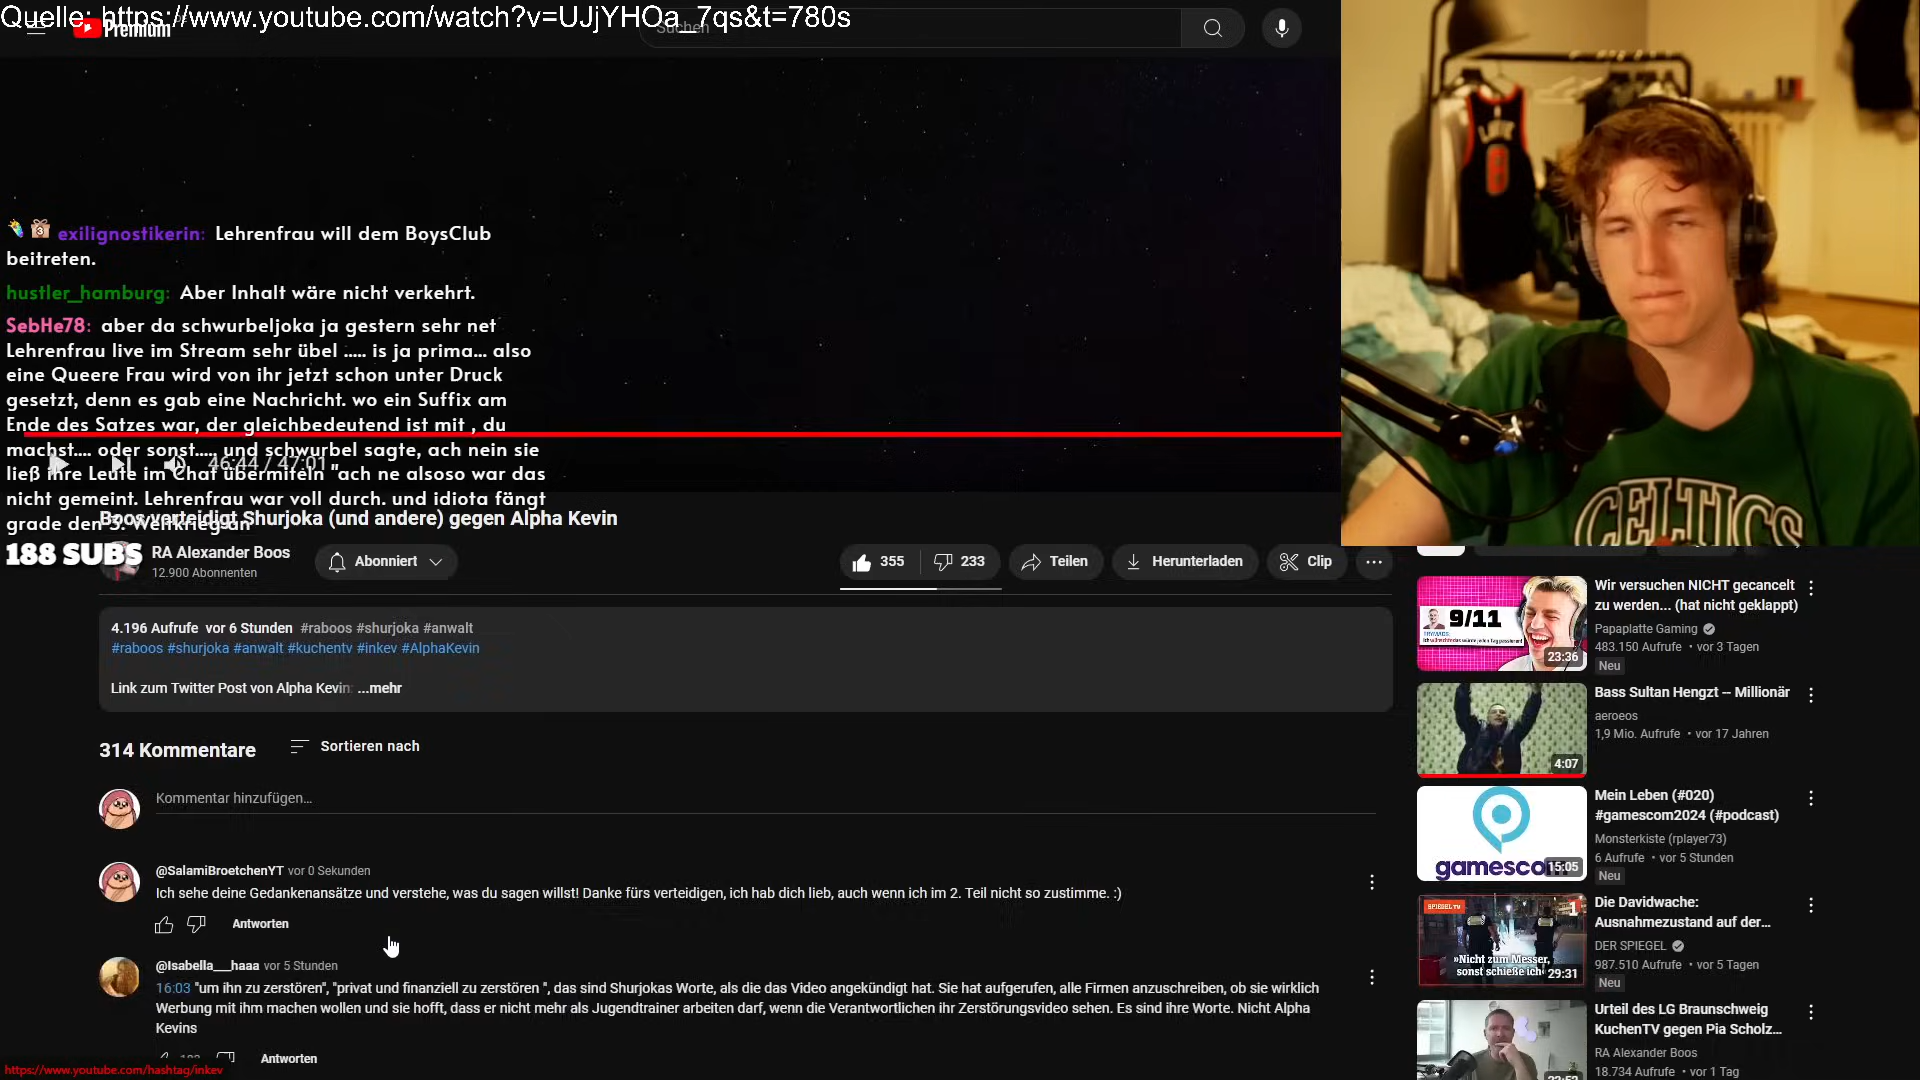 Quelle: https://www.youtube.com/watch?v=UJjYHOa_7qs&t=780s
Premium
Suchen
exilignostikerin: Lehrenfrau will dem BoysClub
beitreten.
hustler_hamburg: Aber Inhalt wäre nicht verkehrt.
SebHe78: aber da schwurbeljoka ja gestern sehr net
Lehrenfrau live im Stream sehr übel ..... is ja prima... also
eine Queere Frau wird von ihr jetzt schon unter Druck
gesetzt, denn es gab eine Nachricht. wo ein Suffix am
Ende des Satzes war, der gleichbedeutend ist mit , du
machst.... oder sonst..... und schwurbel sagte, ach nein sie
ließ ihre Leute im Chat übermiteln "ach ne alsoso war das
nicht gemeint. Lehrenfrau war voll durch. und idiota fängt
grade den 3. Weltkrieg an
46:44 / 47:01
Boos verteidigt Shurjoka (und andere) gegen Alpha Kevin
188 SUBS
RA Alexander Boos
12.900 Abonnenten
Abonniert
355
233
Teilen
Herunterladen
Clip
4.196 Aufrufe vor 6 Stunden #raboos #shurjoka #anwalt
#raboos #shurjoka #anwalt #kuchentv #inkev #AlphaKevin
Link zum Twitter Post von Alpha Kevin: ...mehr
314 Kommentare
Sortieren nach
Kommentar hinzufügen...
@SalamiBroetchenYT vor 0 Sekunden
Ich sehe deine Gedankenansätze und verstehe, was du sagen willst! Danke fürs verteidigen, ich hab dich lieb, auch wenn ich im 2. Teil nicht so zustimme. :)
Antworten
@Isabella__haaa vor 5 Stunden
16:03 "um ihn zu zerstören", "privat und finanziell zu zerstören ", das sind Shurjokas Worte, als die das Video angekündigt hat. Sie hat aufgerufen, alle Firmen anzuschreiben, ob sie wirklich
Werbung mit ihm machen wollen und sie hofft, dass er nicht mehr als Jugendtrainer arbeiten darf, wenn die Verantwortlichen ihr Zerstörungsvideo sehen. Es sind ihre Worte. Nicht Alpha
Kevins
Antworten
https://www.youtube.com/hashtag/inkev
CELTICS
9/11
23:36
Wir versuchen NICHT gecancelt
zu werden... (hat nicht geklappt)
Papaplatte Gaming
483.150 Aufrufe • vor 3 Tagen
Neu
4:07
Bass Sultan Hengzt -- Millionär
aeroeos
1,9 Mio. Aufrufe • vor 17 Jahren
gamescom
15:05
Mein Leben (#020)
#gamescom2024 (#podcast)
Monsterkiste (rplayer73)
6 Aufrufe • vor 5 Stunden
Neu
SPIEGEL TV
»Nicht zum Messer,
sonst schieße ich
29:31
Die Davidwache:
Ausnahmezustand auf der...
DER SPIEGEL
987.510 Aufrufe • vor 5 Tagen
Neu
Urteil des LG Braunschweig
KuchenTV gegen Pia Scholz...
RA Alexander Boos
18.734 Aufrufe • vor 1 Tag